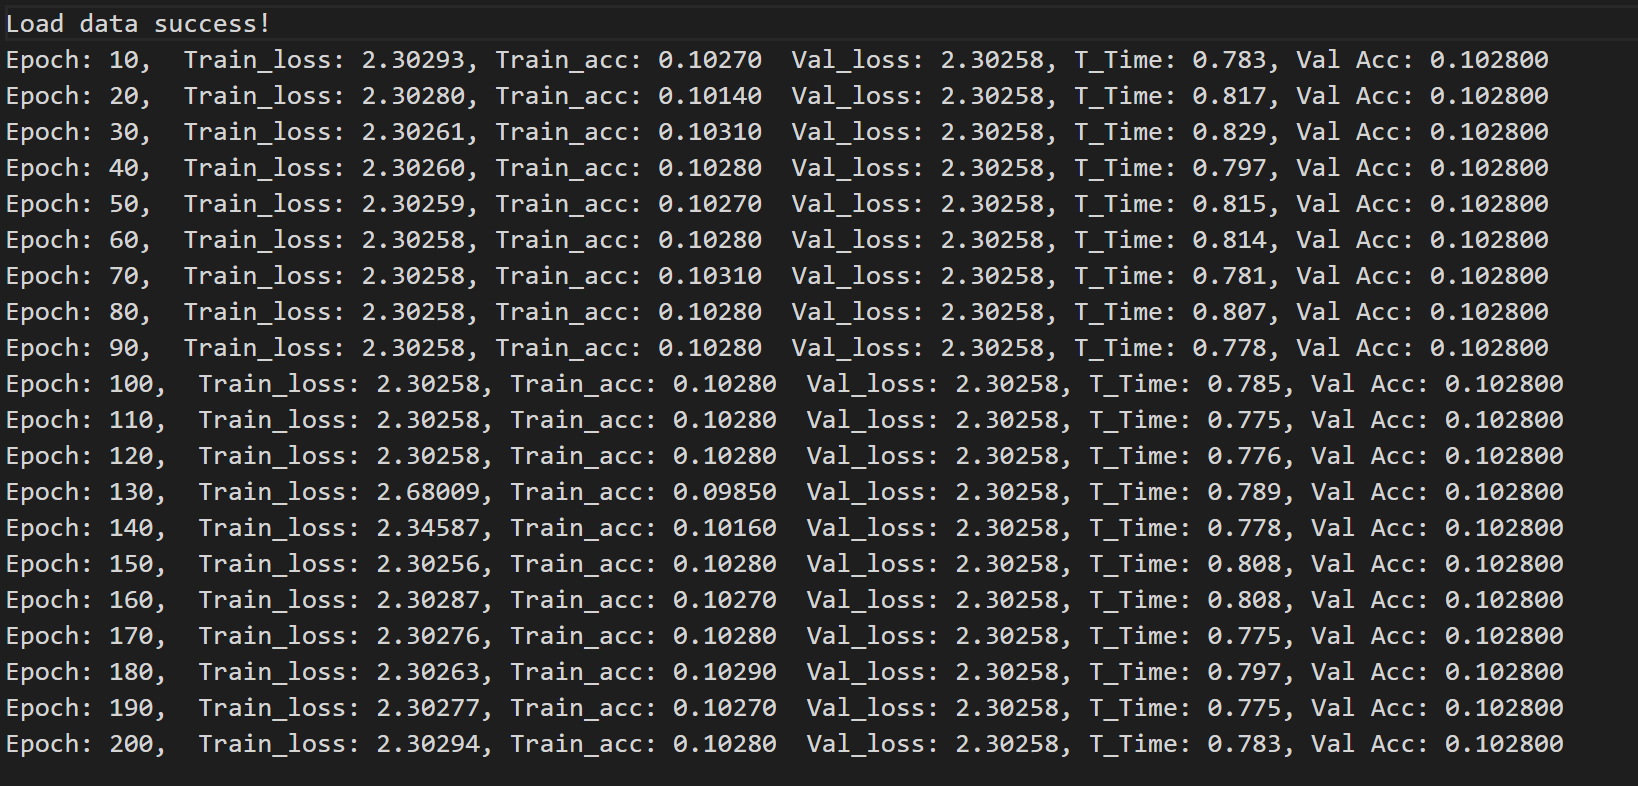 Load data success!
Epoch: 10,  Train_loss: 2.30293, Train_acc: 0.10270  Val_loss: 2.30258, T_Time: 0.783, Val Acc: 0.102800
Epoch: 20,  Train_loss: 2.30280, Train_acc: 0.10140  Val_loss: 2.30258, T_Time: 0.817, Val Acc: 0.102800
Epoch: 30,  Train_loss: 2.30261, Train_acc: 0.10310  Val_loss: 2.30258, T_Time: 0.829, Val Acc: 0.102800
Epoch: 40,  Train_loss: 2.30260, Train_acc: 0.10280  Val_loss: 2.30258, T_Time: 0.797, Val Acc: 0.102800
Epoch: 50,  Train_loss: 2.30259, Train_acc: 0.10270  Val_loss: 2.30258, T_Time: 0.815, Val Acc: 0.102800
Epoch: 60,  Train_loss: 2.30258, Train_acc: 0.10280  Val_loss: 2.30258, T_Time: 0.814, Val Acc: 0.102800
Epoch: 70,  Train_loss: 2.30258, Train_acc: 0.10310  Val_loss: 2.30258, T_Time: 0.781, Val Acc: 0.102800
Epoch: 80,  Train_loss: 2.30258, Train_acc: 0.10280  Val_loss: 2.30258, T_Time: 0.807, Val Acc: 0.102800
Epoch: 90,  Train_loss: 2.30258, Train_acc: 0.10280  Val_loss: 2.30258, T_Time: 0.778, Val Acc: 0.102800
Epoch: 100,  Train_loss: 2.30258, Train_acc: 0.10280  Val_loss: 2.30258, T_Time: 0.785, Val Acc: 0.102800
Epoch: 110,  Train_loss: 2.30258, Train_acc: 0.10280  Val_loss: 2.30258, T_Time: 0.775, Val Acc: 0.102800
Epoch: 120,  Train_loss: 2.30258, Train_acc: 0.10280  Val_loss: 2.30258, T_Time: 0.776, Val Acc: 0.102800
Epoch: 130,  Train_loss: 2.68009, Train_acc: 0.09850  Val_loss: 2.30258, T_Time: 0.789, Val Acc: 0.102800
Epoch: 140,  Train_loss: 2.34587, Train_acc: 0.10160  Val_loss: 2.30258, T_Time: 0.778, Val Acc: 0.102800
Epoch: 150,  Train_loss: 2.30256, Train_acc: 0.10280  Val_loss: 2.30258, T_Time: 0.808, Val Acc: 0.102800
Epoch: 160,  Train_loss: 2.30287, Train_acc: 0.10270  Val_loss: 2.30258, T_Time: 0.808, Val Acc: 0.102800
Epoch: 170,  Train_loss: 2.30276, Train_acc: 0.10280  Val_loss: 2.30258, T_Time: 0.775, Val Acc: 0.102800
Epoch: 180,  Train_loss: 2.30263, Train_acc: 0.10290  Val_loss: 2.30258, T_Time: 0.797, Val Acc: 0.102800
Epoch: 190,  Train_loss: 2.30277, Train_acc: 0.10270  Val_loss: 2.30258, T_Time: 0.775, Val Acc: 0.102800
Epoch: 200,  Train_loss: 2.30294, Train_acc: 0.10280  Val_loss: 2.30258, T_Time: 0.783, Val Acc: 0.102800